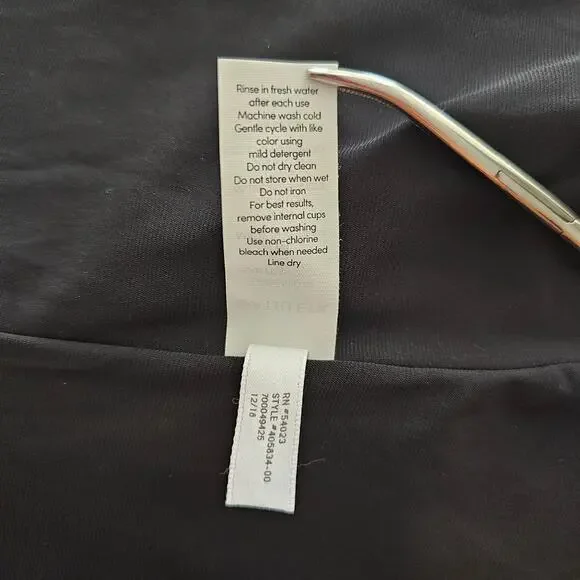 Rinse in fresh water
after each use
Machine wash cold
Gentle cycle with like
color using
mild detergent
Do not dry clean
Do not store when wet
Do not iron
For best results,
remove internal cups
before washing
Use non-chlorine
bleach when needed
Line dry
RN #54023
STYLE #405834-00
700049425
12/18